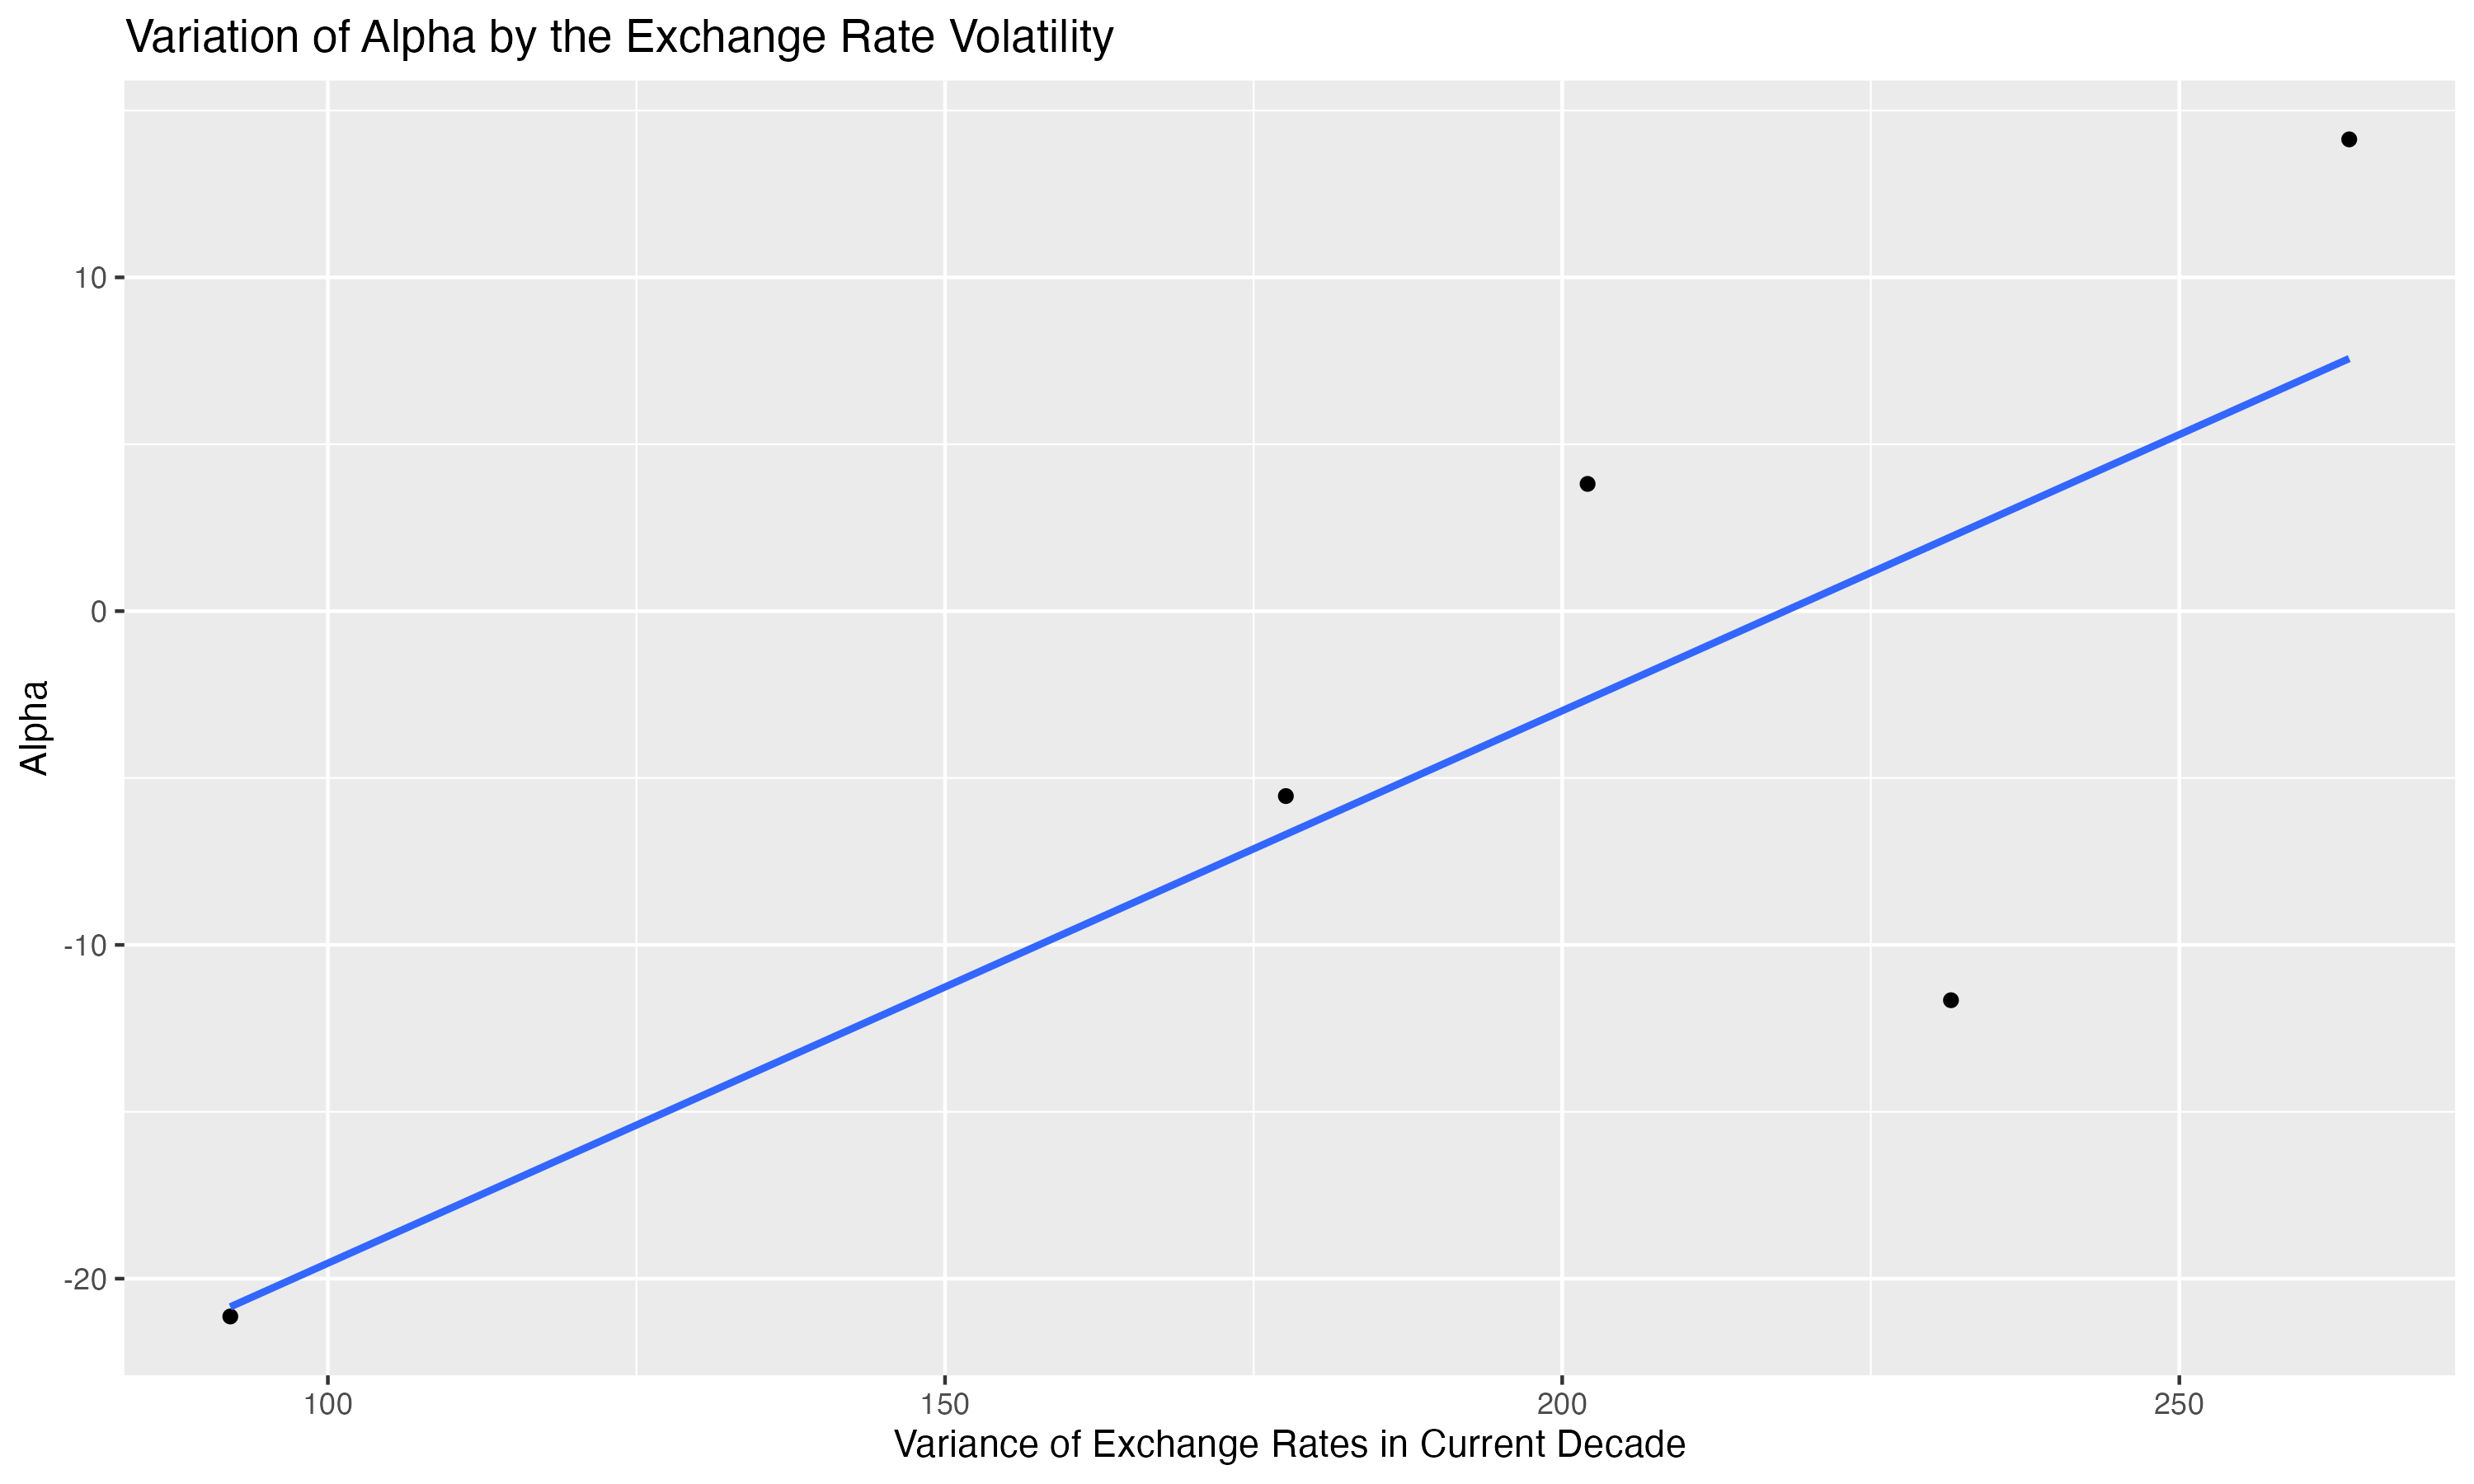 Variation of Alpha by the Exchange Rate Volatility
Alpha
10
0
-10
-20
100 150 200 250
Variance of Exchange Rates in Current Decade